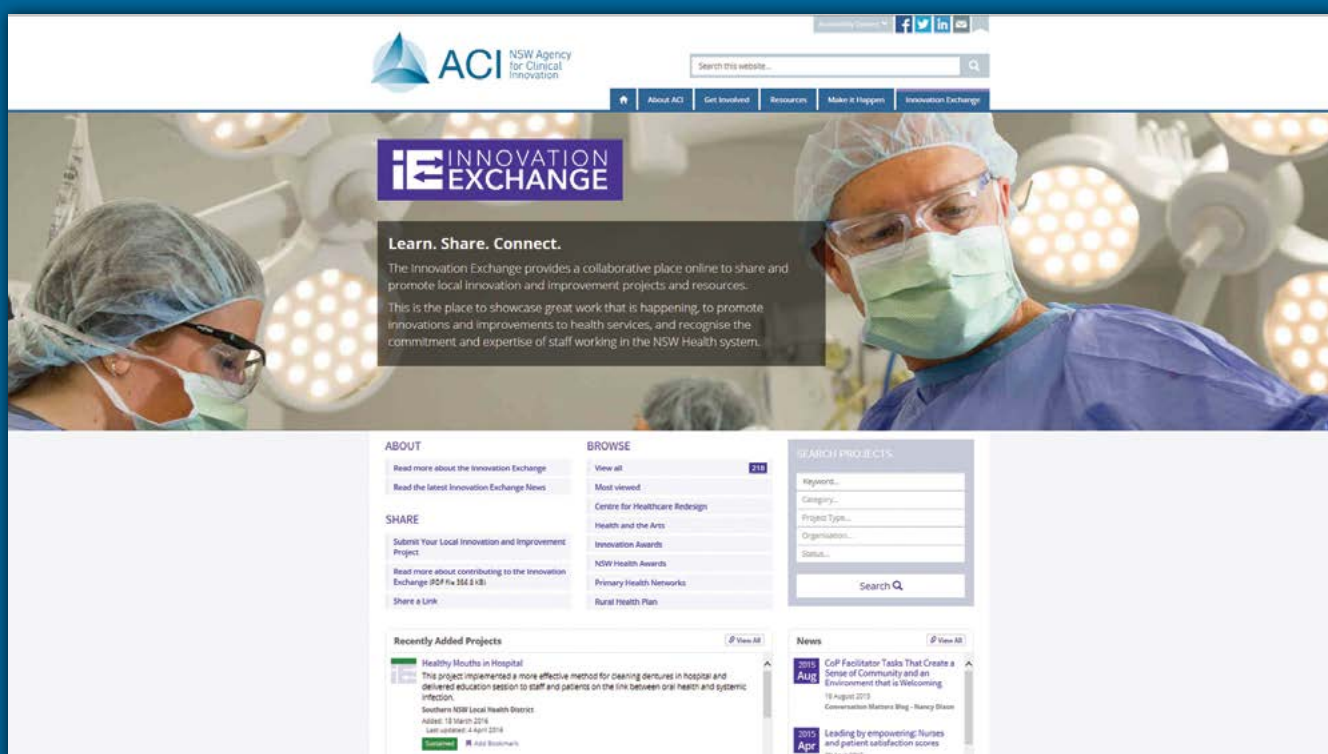 ACI NSW Agency
for Clinical
Innovation
Search this website...
About ACI
Get Involved
Resources
Make it Happen
Innovation Exchange
iE INNOVATION
EXCHANGE
Learn. Share. Connect.
The Innovation Exchange provides a collaborative place online to share and
promote local innovation and improvement projects and resources.
This is the place to showcase great work that is happening, to promote
innovations and improvements to health services, and recognise the
commitment and expertise of staff working in the NSW Health system.
ABOUT
Read more about the Innovation Exchange
Read the latest Innovation Exchange News
SHARE
Submit Your Local Innovation and Improvement
Project
Read more about contributing to the Innovation
Exchange (PDF file
Share a Link
BROWSE
View all 218
Most viewed
Centre for Healthcare Redesign
Health and the Arts
Innovation Awards
NSW Health Awards
Primary Health Networks
Rural Health Plan
SEARCH PROJECTS
Keyword...
Category...
Project Type...
Organisation...
Status...
Search
Recently Added Projects
View All
Healthy Mouths in Hospital
This project implemented a more effective method for cleaning dentures in hospital and
delivered education session to staff and patients on the link between oral health and systemic
infection.
Southern NSW Local Health District
Added: 18 March 2016
Last updated: 4 April 2016
Sustained
Add Bookmark
News
View All
2015
Aug
CoP Facilitator Tasks That Create a
Sense of Community and an
Environment that is Welcoming
19 August 2015
Conversation Matters Blog - Nancy Dixon
2015
Apr
Leading by empowering: Nurses
and patient satisfaction scores